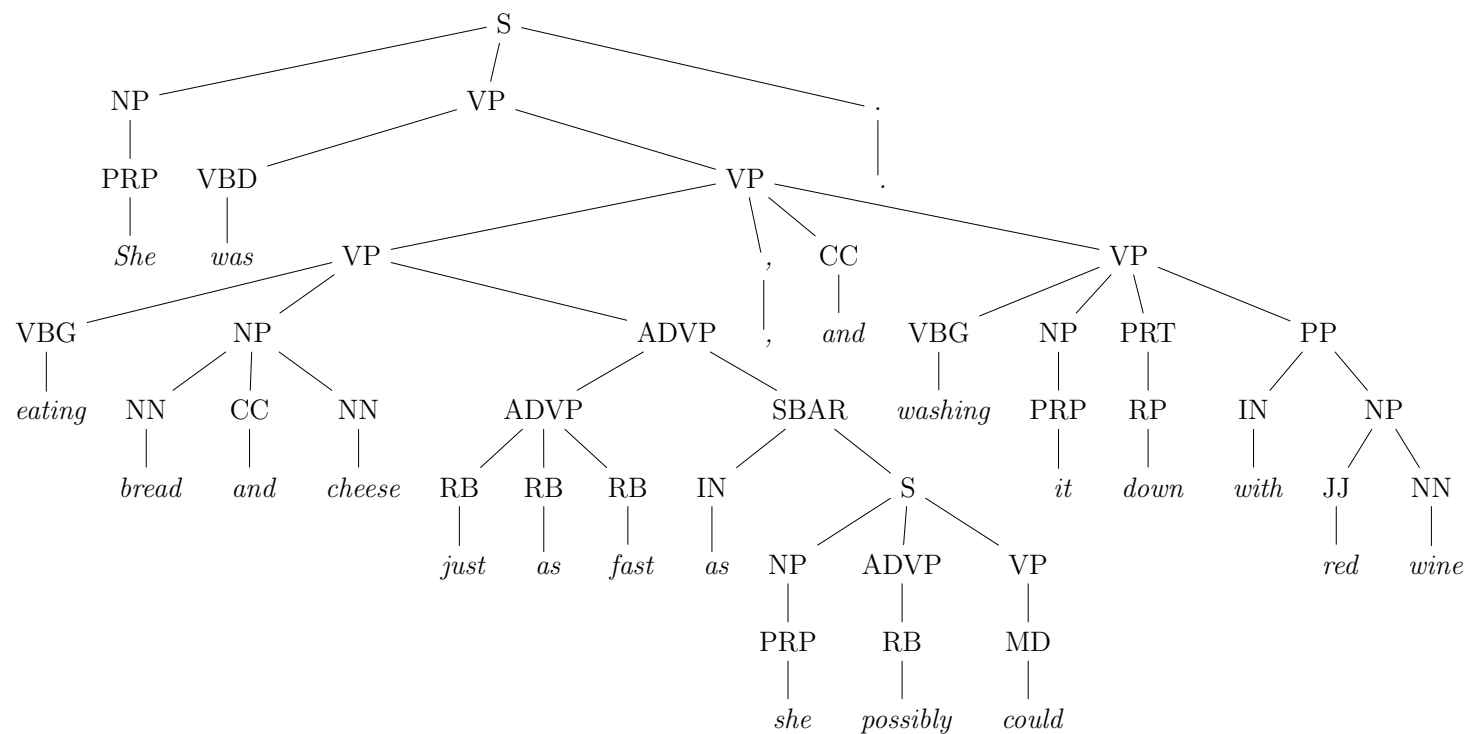 S
NP VP .
PRP VBD VP .
She was VP , CC VP
VBG NP ADVP , and VBG NP PRT PP
eating NN CC NN ADVP SBAR washing PRP RP IN NP
bread and cheese RB RB RB IN S it down with JJ NN
just as fast as NP ADVP VP red wine
PRP RB MD
she possibly could